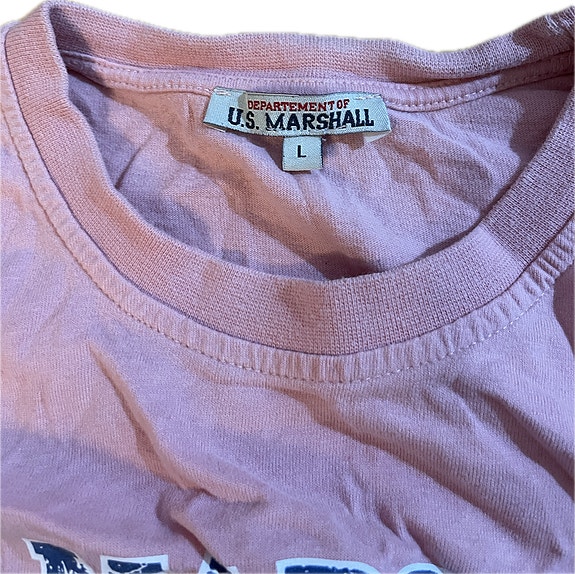 DEPARTEMENT OF
U.S. MARSHALL
L